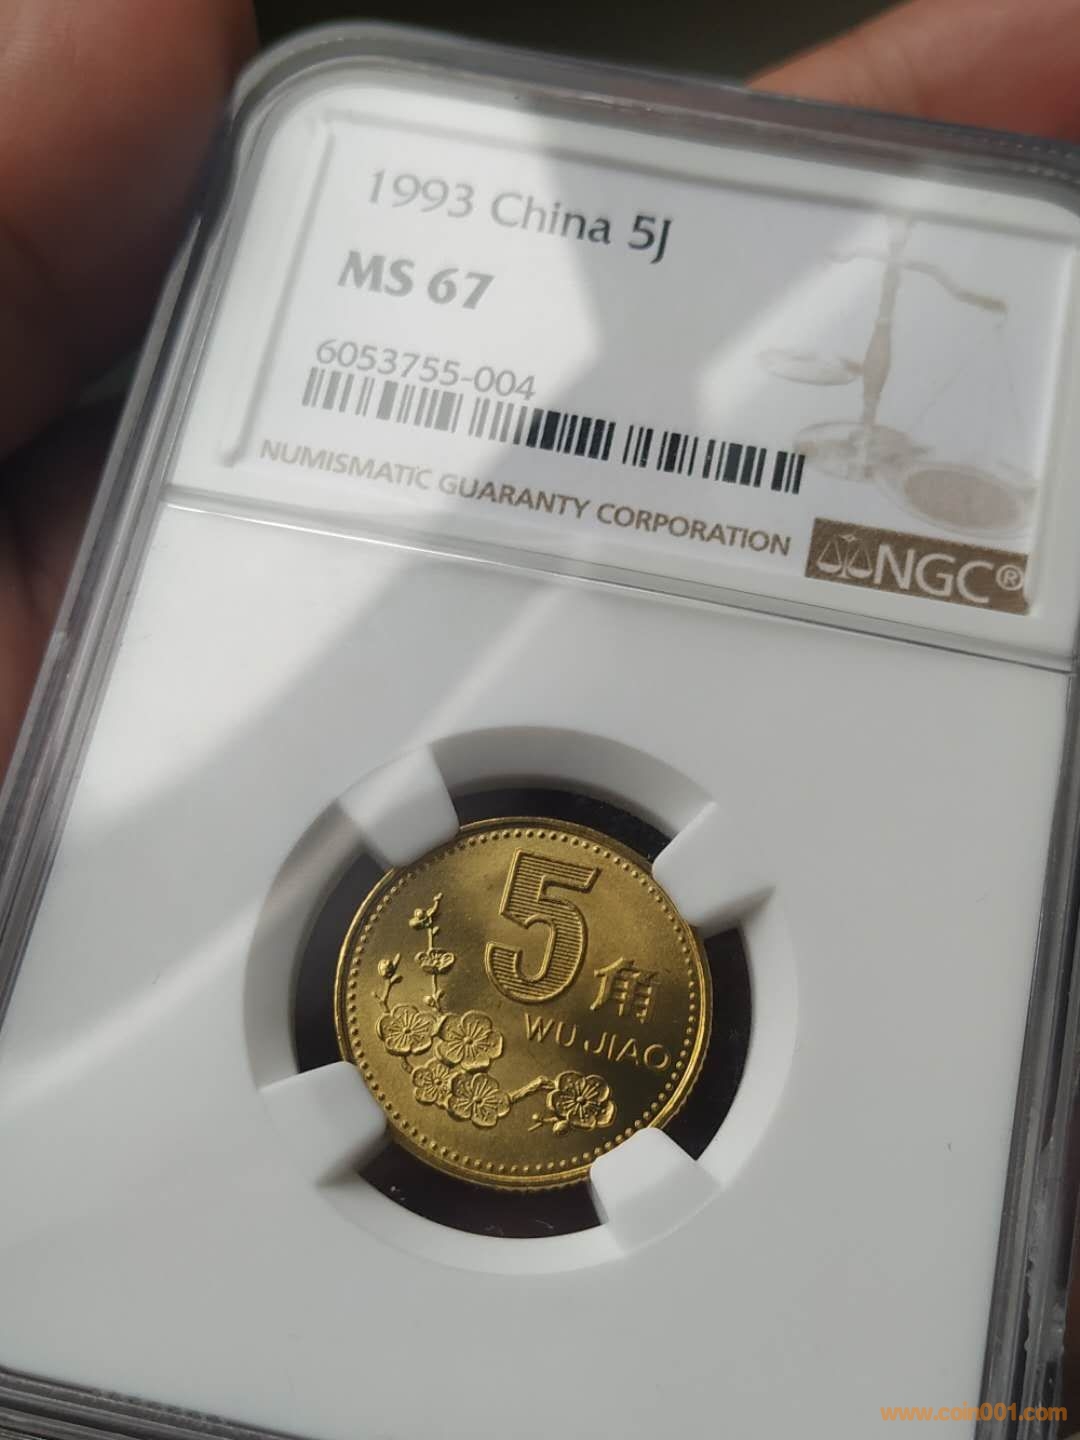 1993 China 5J
MS 67
6053755-004
NUMISMATIC GUARANTY CORPORATION
NGC®
5
角
WU JIAO
www.coin001.com